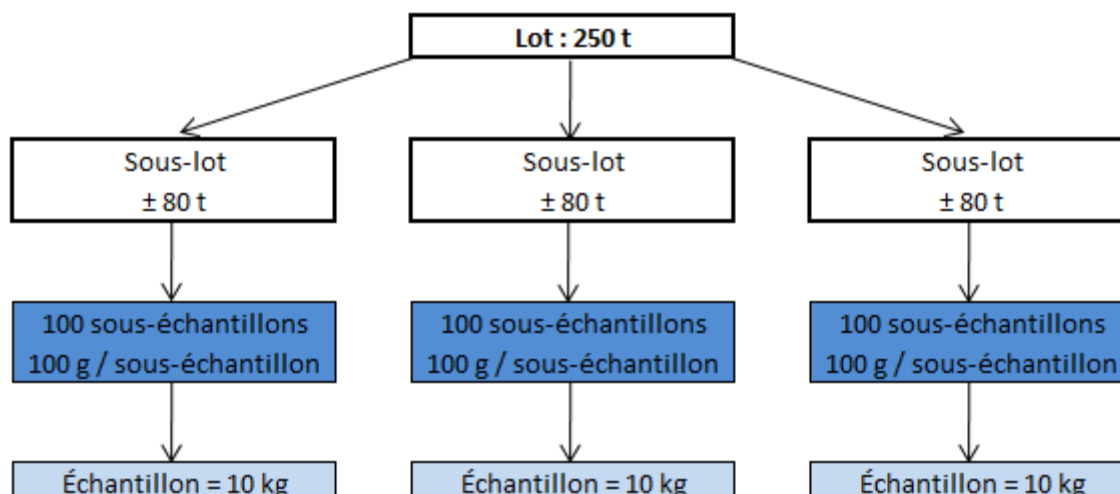 Lot : 250 t
Sous-lot
± 80 t
Sous-lot
± 80 t
Sous-lot
± 80 t
100 sous-échantillons
100 g / sous-échantillon
100 sous-échantillons
100 g / sous-échantillon
100 sous-échantillons
100 g / sous-échantillon
Échantillon = 10 kg
Échantillon = 10 kg
Échantillon = 10 kg